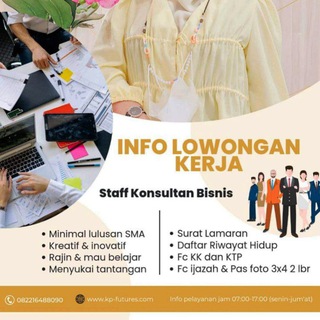 INFO LOWONGAN
KERJA
Staff Konsultan Bisnis
• Minimal lulusan SMA
• Kreatif & inovatif
• Rajin & mau belajar
• Menyukai tantangan
• Surat Lamaran
• Daftar Riwayat Hidup
• Fc KK dan KTP
• Fc ijazah & Pas foto 3x4 2 lbr
082216488090
www.kp-futures.com
Info pelayanan jam 07:00-17:00 (senin-jum'at)